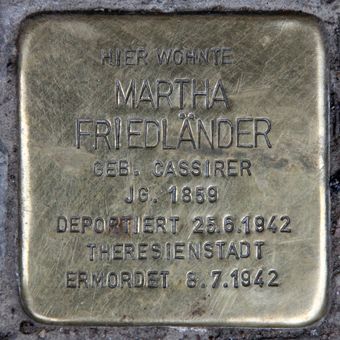 HIER WOHNTE
MARTHA
FRIEDLÄNDER
GEB. CASSIRER
JG. 1859
DEPORTIERT 25.6.1942
THERESIENSTADT
ERMORDET 8.7.1942